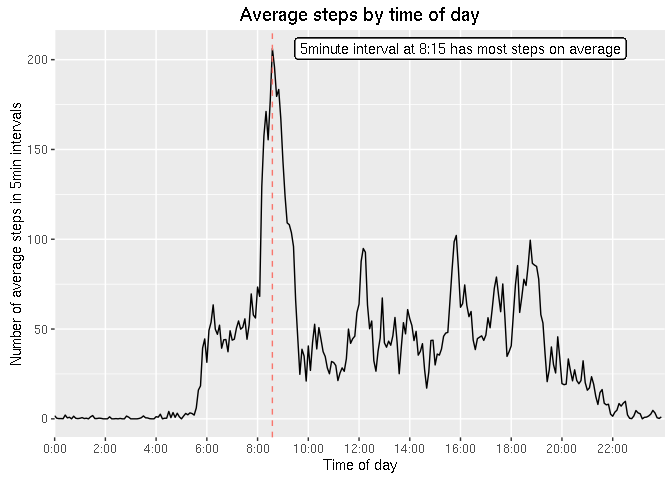 Average steps by time of day
5minute interval at 8:15 has most steps on average
Number of average steps in 5min intervals
200
150
100
50
0
0:00 2:00 4:00 6:00 8:00 10:00 12:00 14:00 16:00 18:00 20:00 22:00
Time of day